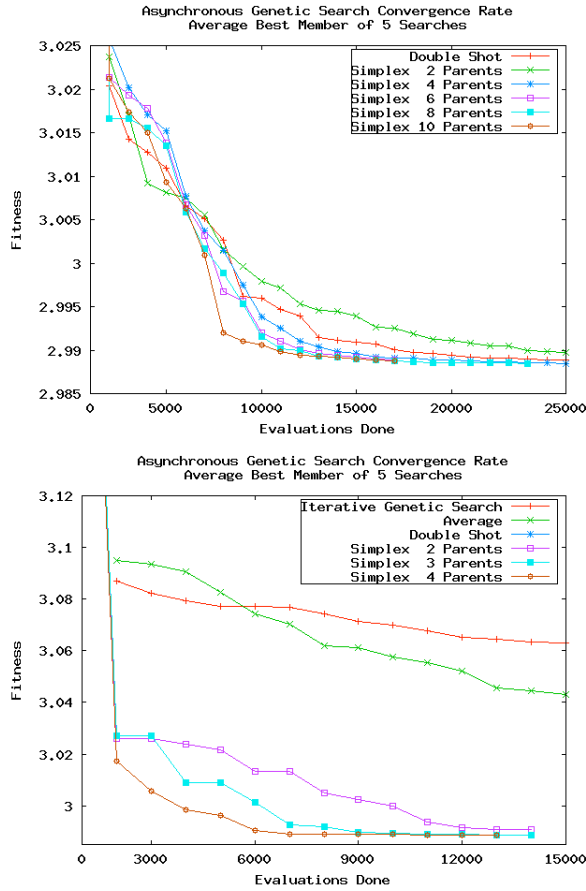 Asynchronous Genetic Search Convergence Rate
Average Best Member of 5 Searches
3.025
3.02
3.015
3.01
3.005
3
2.995
2.99
2.985
Fitness
Double Shot
Simplex 2 Parents
Simplex 4 Parents
Simplex 6 Parents
Simplex 8 Parents
Simplex 10 Parents
0
5000
10000
15000
20000
25000
Evaluations Done
Asynchronous Genetic Search Convergence Rate
Average Best Member of 5 Searches
3.12
3.1
3.08
3.06
3.04
3.02
3
Fitness
Iterative Genetic Search
Average
Double Shot
Simplex 2 Parents
Simplex 3 Parents
Simplex 4 Parents
0
3000
6000
9000
12000
15000
Evaluations Done